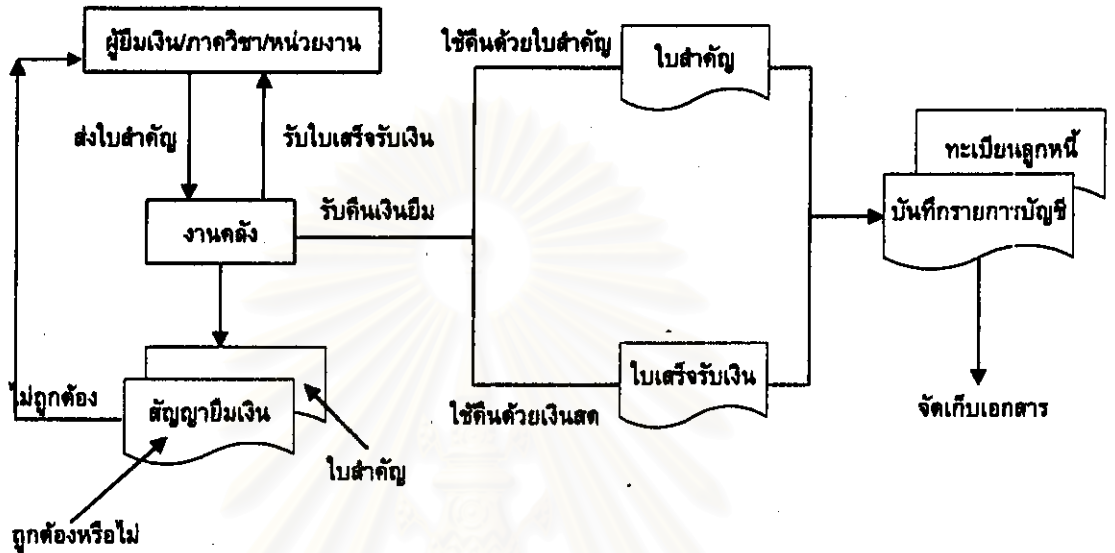 ผู้ยืมเงิน/ภาควิชา/หน่วยงาน
ส่งใบสำคัญ
รับใบเสร็จรับเงิน
งานคลัง
รับคืนเงินยืม
ไม่ถูกต้อง
สัญญายืมเงิน
ใบสำคัญ
ถูกต้องหรือไม่
ใช้คืนด้วยใบสำคัญ
ใบสำคัญ
ใช้คืนด้วยเงินสด
ใบเสร็จรับเงิน
ทะเบียนลูกหนี้
บันทึกรายการบัญชี
จัดเก็บเอกสาร